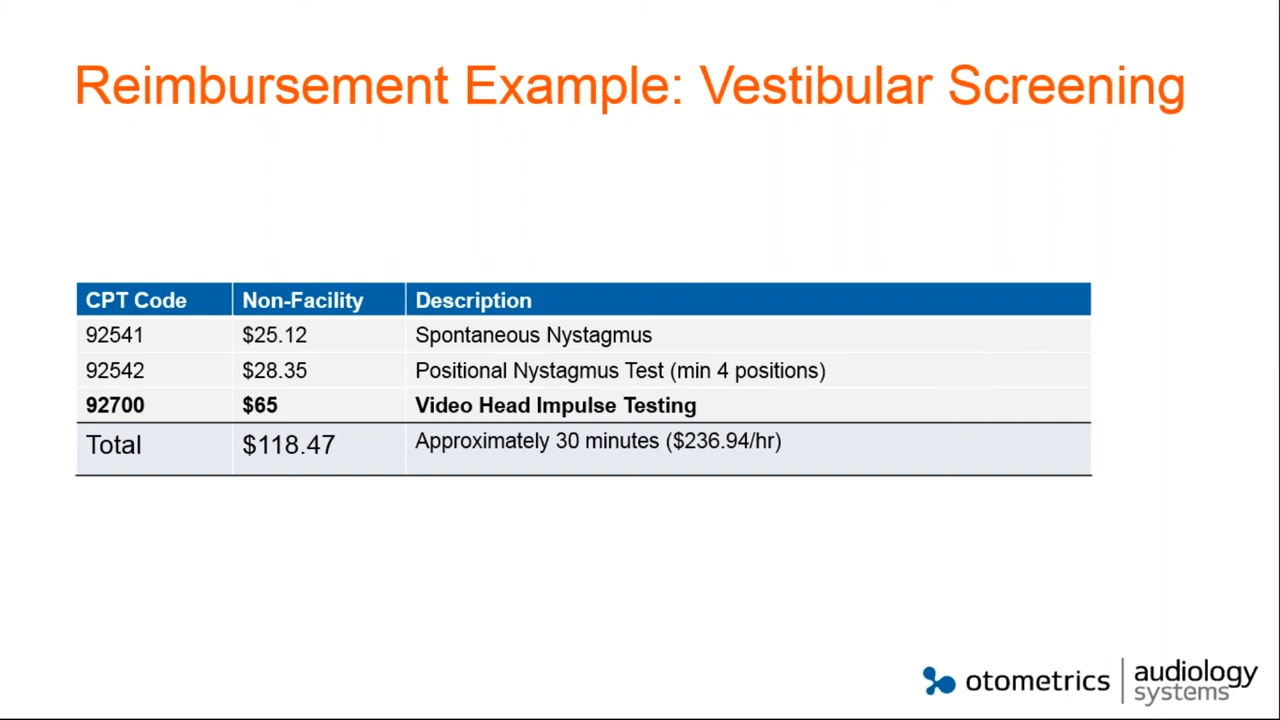 Reimbursement Example: Vestibular Screening
CPT Code Non-Facility Description
92541 $25.12 Spontaneous Nystagmus
92542 $28.35 Positional Nystagmus Test (min 4 positions)
92700 $65 Video Head Impulse Testing
Total $118.47 Approximately 30 minutes ($236.94/hr)
otometrics audiology
systems